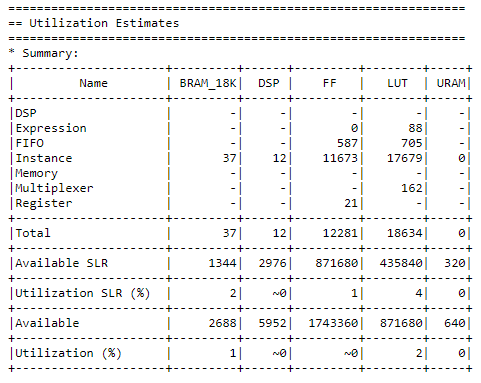 ================================================================
== Utilization Estimates
================================================================
* Summary:
+---------------------+---------+------+---------+--------+-----+
|         Name        | BRAM_18K|  DSP |    FF   |   LUT  | URAM|
+---------------------+---------+------+---------+--------+-----+
|DSP                  |        -|     -|        -|       -|    -|
|Expression           |        -|     -|        0|      88|    -|
|FIFO                 |        -|     -|      587|     705|    -|
|Instance             |       37|    12|    11673|   17679|    0|
|Memory               |        -|     -|        -|       -|    -|
|Multiplexer          |        -|     -|        -|     162|    -|
|Register             |        -|     -|       21|       -|    -|
+---------------------+---------+------+---------+--------+-----+
|Total                |       37|    12|    12281|   18634|    0|
+---------------------+---------+------+---------+--------+-----+
|Available SLR        |     1344|  2976|   871680|  435840|  320|
+---------------------+---------+------+---------+--------+-----+
|Utilization SLR (%)  |        2|    ~0|        1|       4|    0|
+---------------------+---------+------+---------+--------+-----+
|Available            |     2688|  5952|  1743360|  871680|  640|
+---------------------+---------+------+---------+--------+-----+
|Utilization (%)      |        1|    ~0|       ~0|       2|    0|
+---------------------+---------+------+---------+--------+-----+